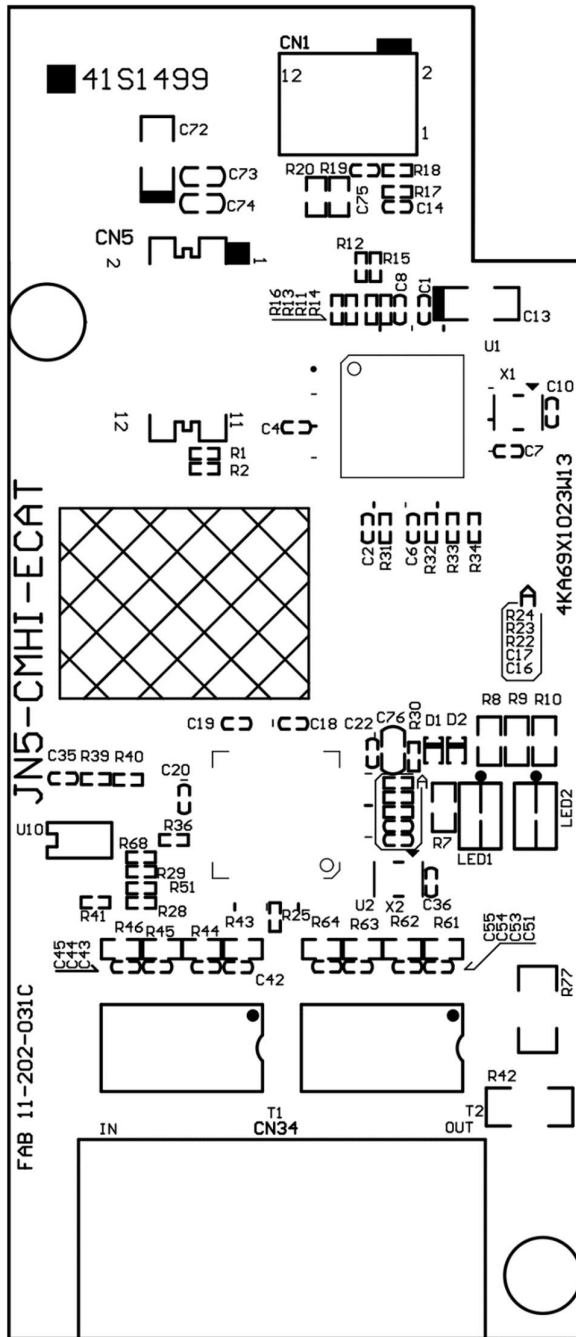 CN1
41S1499
12
2
1
C72
C73
C74
R20
R19
R18
R17
C14
C75
CN5
2
1
R12
R15
C8
C1
R16
R13
R11
R14
C13
U1
X1
C10
12
11
C4
R1
R2
C7
JN5-CMHI-ECAT
4KA69X1023W13
C2
R31
C6
R32
R33
R34
A
R24
R23
R22
C17
C16
C19
C18
C22
C76
R30
D1
D2
R8
R9
R10
C35
R39
R40
C20
A
U10
R36
R7
LED1
LED2
R68
R29
R51
R28
R41
U2
X2
C36
R25
C45
C44
C43
R46
R45
R44
R43
C42
R64
R63
R62
R61
C55
C54
C53
C51
R77
FAB 11-202-031C
R42
T1
T2
IN
CN34
OUT